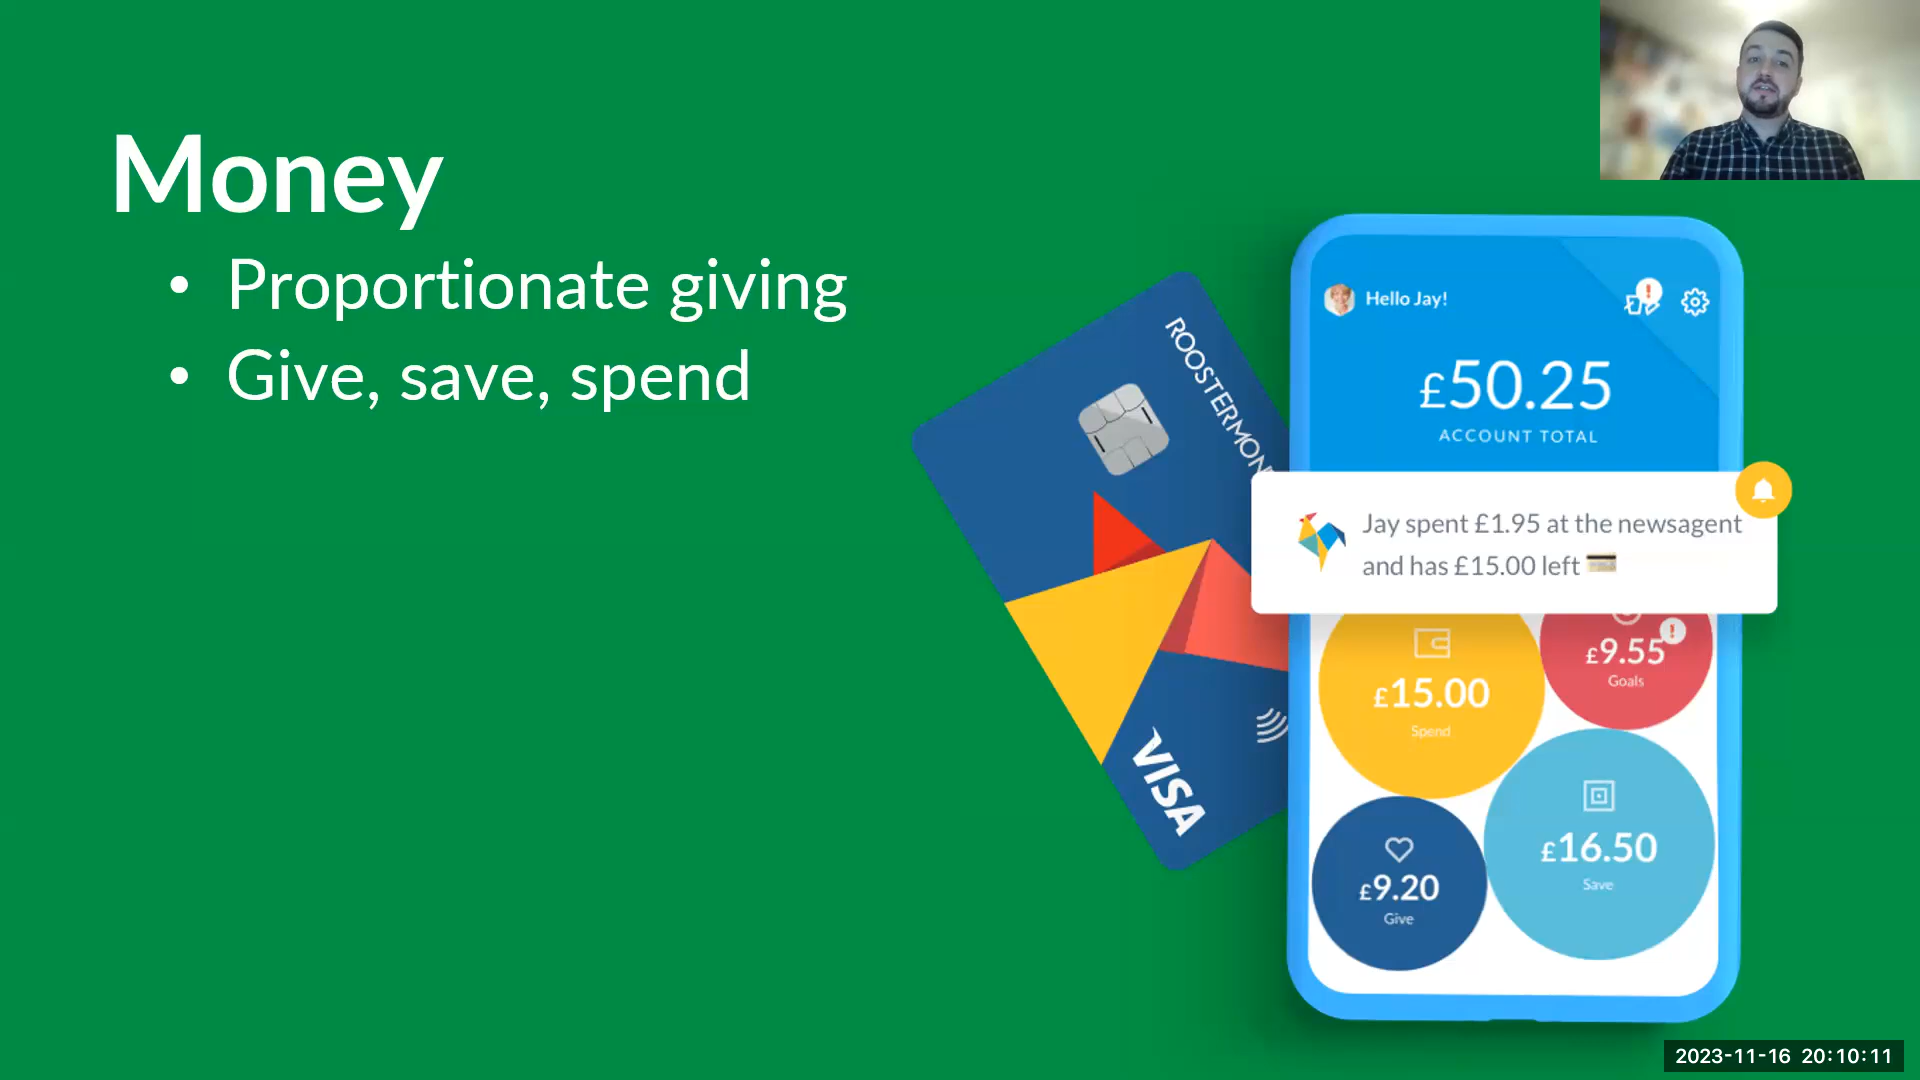 Money
• Proportionate giving
• Give, save, spend
ROOSTERMON
VISA
Hello Jay!
£50.25
ACCOUNT TOTAL
Jay spent £1.95 at the newsagent
and has £15.00 left
£15.00
Spend
£9.55
Goals
£16.50
Save
£9.20
Give
2023-11-16 20:10:11